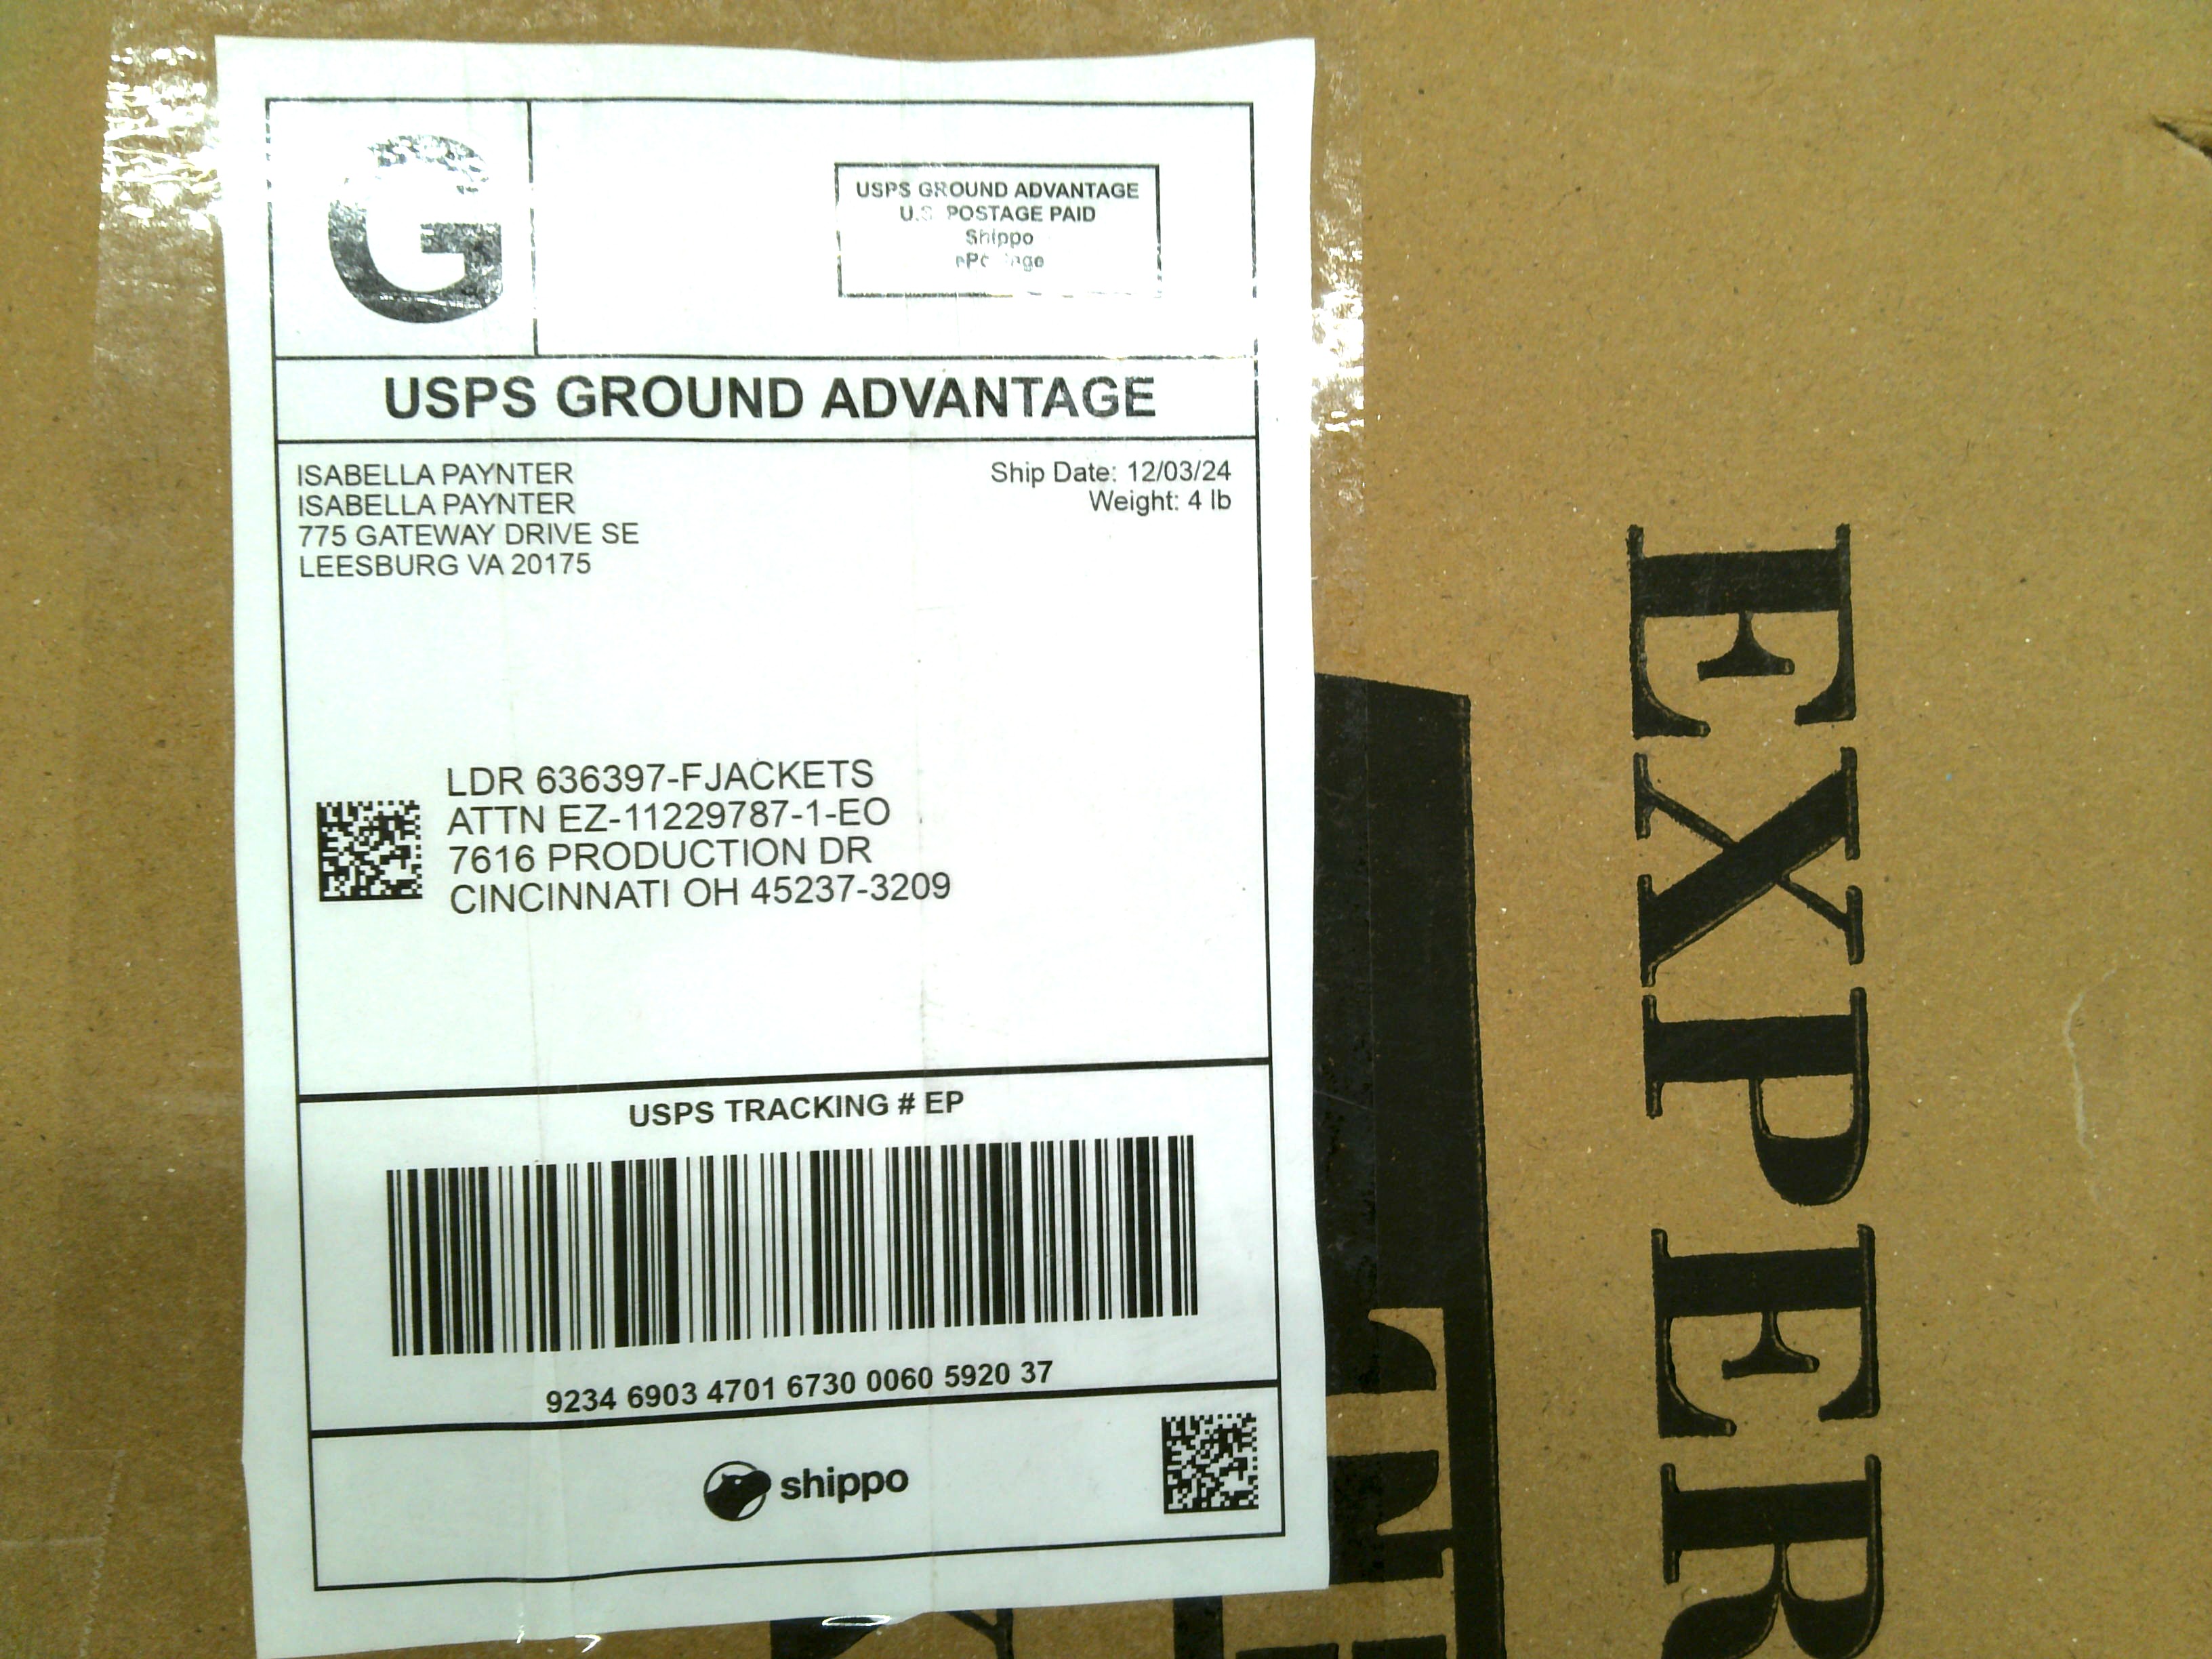 G
USPS GROUND ADVANTAGE
U.S. POSTAGE PAID
Shippo
USPS GROUND ADVANTAGE
ISABELLA PAYNTER
ISABELLA PAYNTER
775 GATEWAY DRIVE SE
LEESBURG VA 20175
Ship Date: 12/03/24
Weight: 4 lb
LDR 636397-FJACKETS
ATTN EZ-11229787-1-EO
7616 PRODUCTION DR
CINCINNATI OH 45237-3209
USPS TRACKING # EP
9234 6903 4701 6730 0060 5920 37
shippo
EXPER